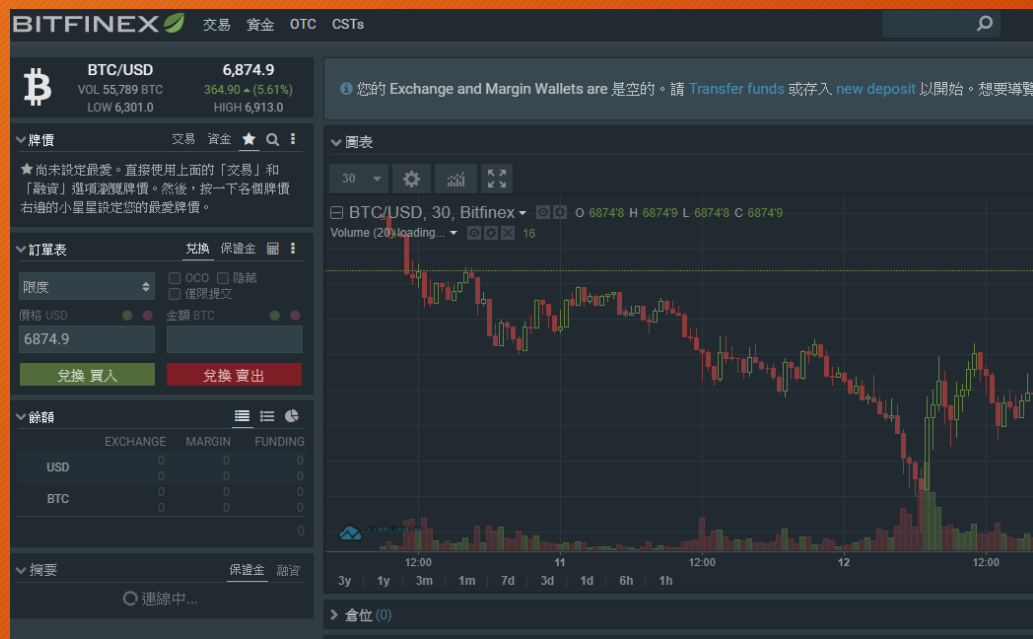 BITFINEX 交易 資金 OTC CSTs
BTC/USD 6,874.9
VOL 55,789 BTC 364.90 (5.61%)
LOW 6,301.0 HIGH 6,913.0
您的 Exchange and Margin Wallets are 是空的。請 Transfer funds 或存入 new deposit 以開始。想要導覽
牌價 交易 資金
尚未設定最愛。直接使用上面的「交易」和
「融資」選項瀏覽牌價。然後，按一下各個牌價
右邊的小星星設定您的最愛牌價。
圖表
30
BTC/USD, 30, Bitfinex O 6874'8 H 6874'9 L 6874'8 C 6874'9
Volume (20) loading... 16
訂單表 兌換 保證金
限度 OCO 隐藏
僅限提交
價格 USD 金額 BTC
6874.9
兌換 買入 兌換 賣出
餘額
EXCHANGE MARGIN FUNDING
USD 0 0 0
0 0 0
BTC 0 0 0
0 0 0
0
12:00 11 12:00 12 12:00
3y 1y 3m 1m 7d 3d 1d 6h 1h
摘要 保證金 融資
連線中...
倉位 (0)